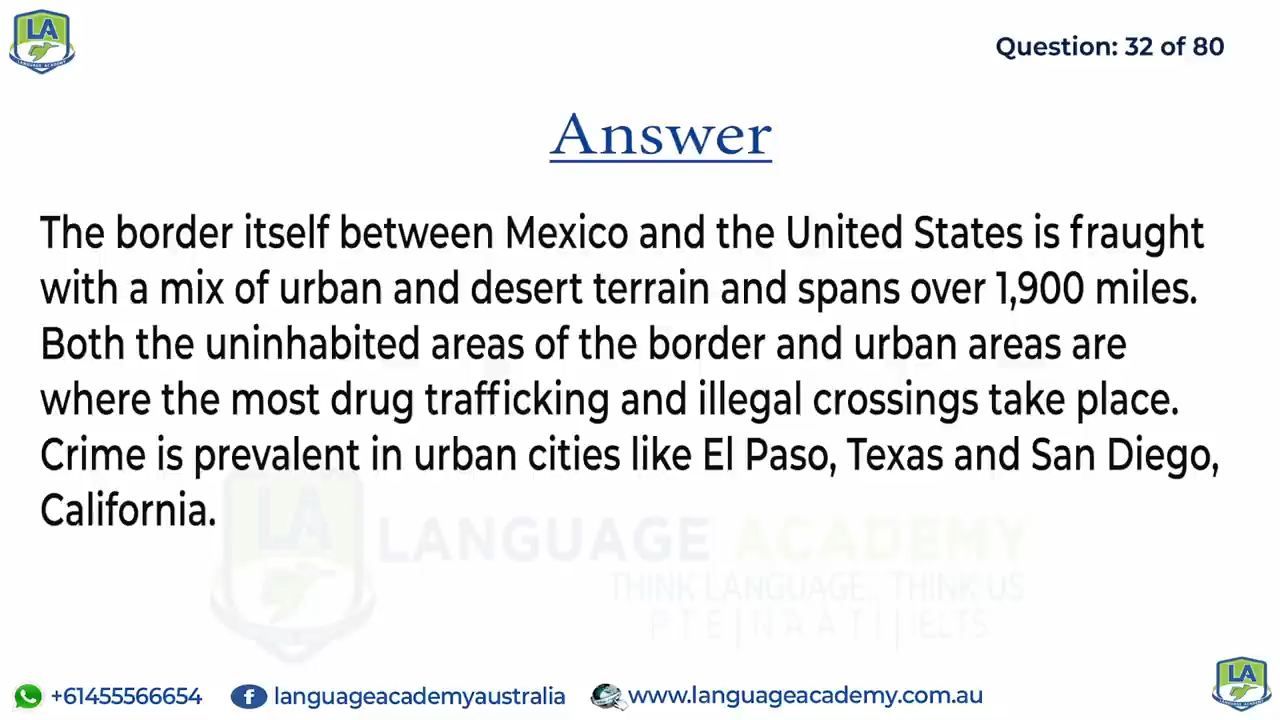 LA
LANGUAGE ACADEMY
Question: 32 of 80
Answer
The border itself between Mexico and the United States is fraught
with a mix of urban and desert terrain and spans over 1,900 miles.
Both the uninhabited areas of the border and urban areas are
where the most drug trafficking and illegal crossings take place.
Crime is prevalent in urban cities like El Paso, Texas and San Diego,
California.
LA
LANGUAGE ACADEMY
THINK LANGUAGE, THINK US
PTE | NAATI | IELTS
+61455566654
languageacademyaustralia
www.languageacademy.com.au
LA